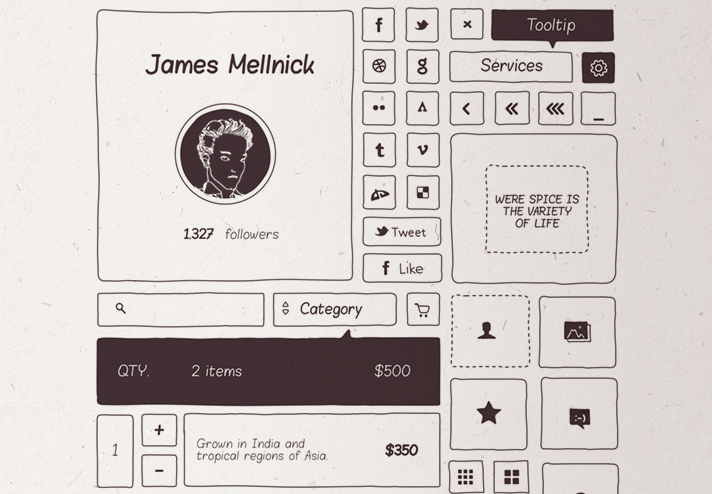 James Mellnick
1.327 followers
Tooltip
Services
WERE SPICE IS
THE VARIETY
OF LIFE
Tweet
Like
Category
QTY. 2 items $500
1
+
-
Grown in India and
tropical regions of Asia.
$350
:-)